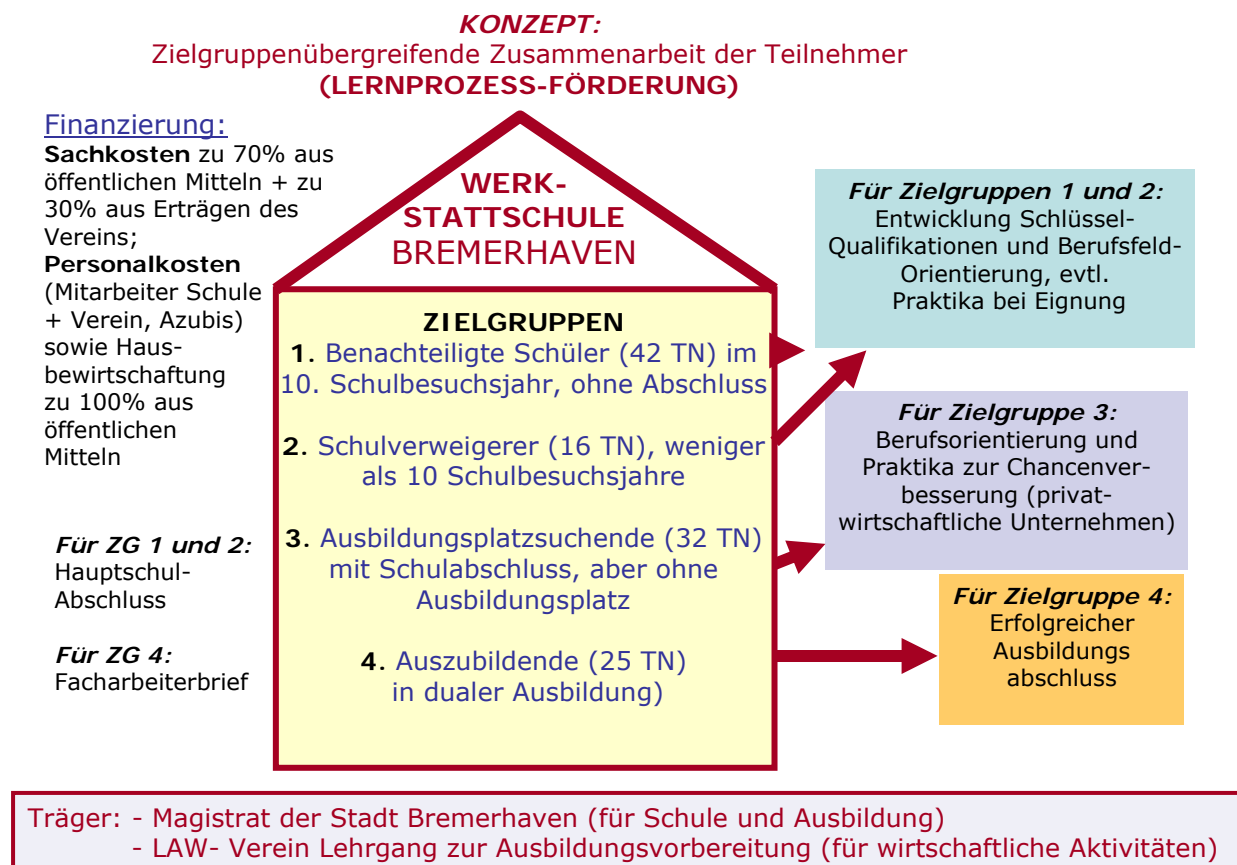 KONZEPT:
Zielgruppenübergreifende Zusammenarbeit der Teilnehmer
(LERNPROZESS-FÖRDERUNG)
Finanzierung:
Sachkosten zu 70% aus
öffentlichen Mitteln + zu
30% aus Erträgen des
Vereins;
Personalkosten
(Mitarbeiter Schule
+ Verein, Azubis)
sowie Haus-
bewirtschaftung
zu 100% aus
öffentlichen
Mitteln
Für ZG 1 und 2:
Hauptschul-
Abschluss
Für ZG 4:
Facharbeiterbrief
WERK-
STATTSCHULE
BREMERHAVEN
ZIELGRUPPEN
1. Benachteiligte Schüler (42 TN) im
10. Schulbesuchsjahr, ohne Abschluss
2. Schulverweigerer (16 TN), weniger
als 10 Schulbesuchsjahre
3. Ausbildungsplatzsuchende (32 TN)
mit Schulabschluss, aber ohne
Ausbildungsplatz
4. Auszubildende (25 TN)
in dualer Ausbildung)
Für Zielgruppen 1 und 2:
Entwicklung Schlüssel-
Qualifikationen und Berufsfeld-
Orientierung, evtl.
Praktika bei Eignung
Für Zielgruppe 3:
Berufsorientierung und
Praktika zur Chancenver-
besserung (privat-
wirtschaftliche Unternehmen)
Für Zielgruppe 4:
Erfolgreicher
Ausbildungs
abschluss
Träger: - Magistrat der Stadt Bremerhaven (für Schule und Ausbildung)
- LAW- Verein Lehrgang zur Ausbildungsvorbereitung (für wirtschaftliche Aktivitäten)